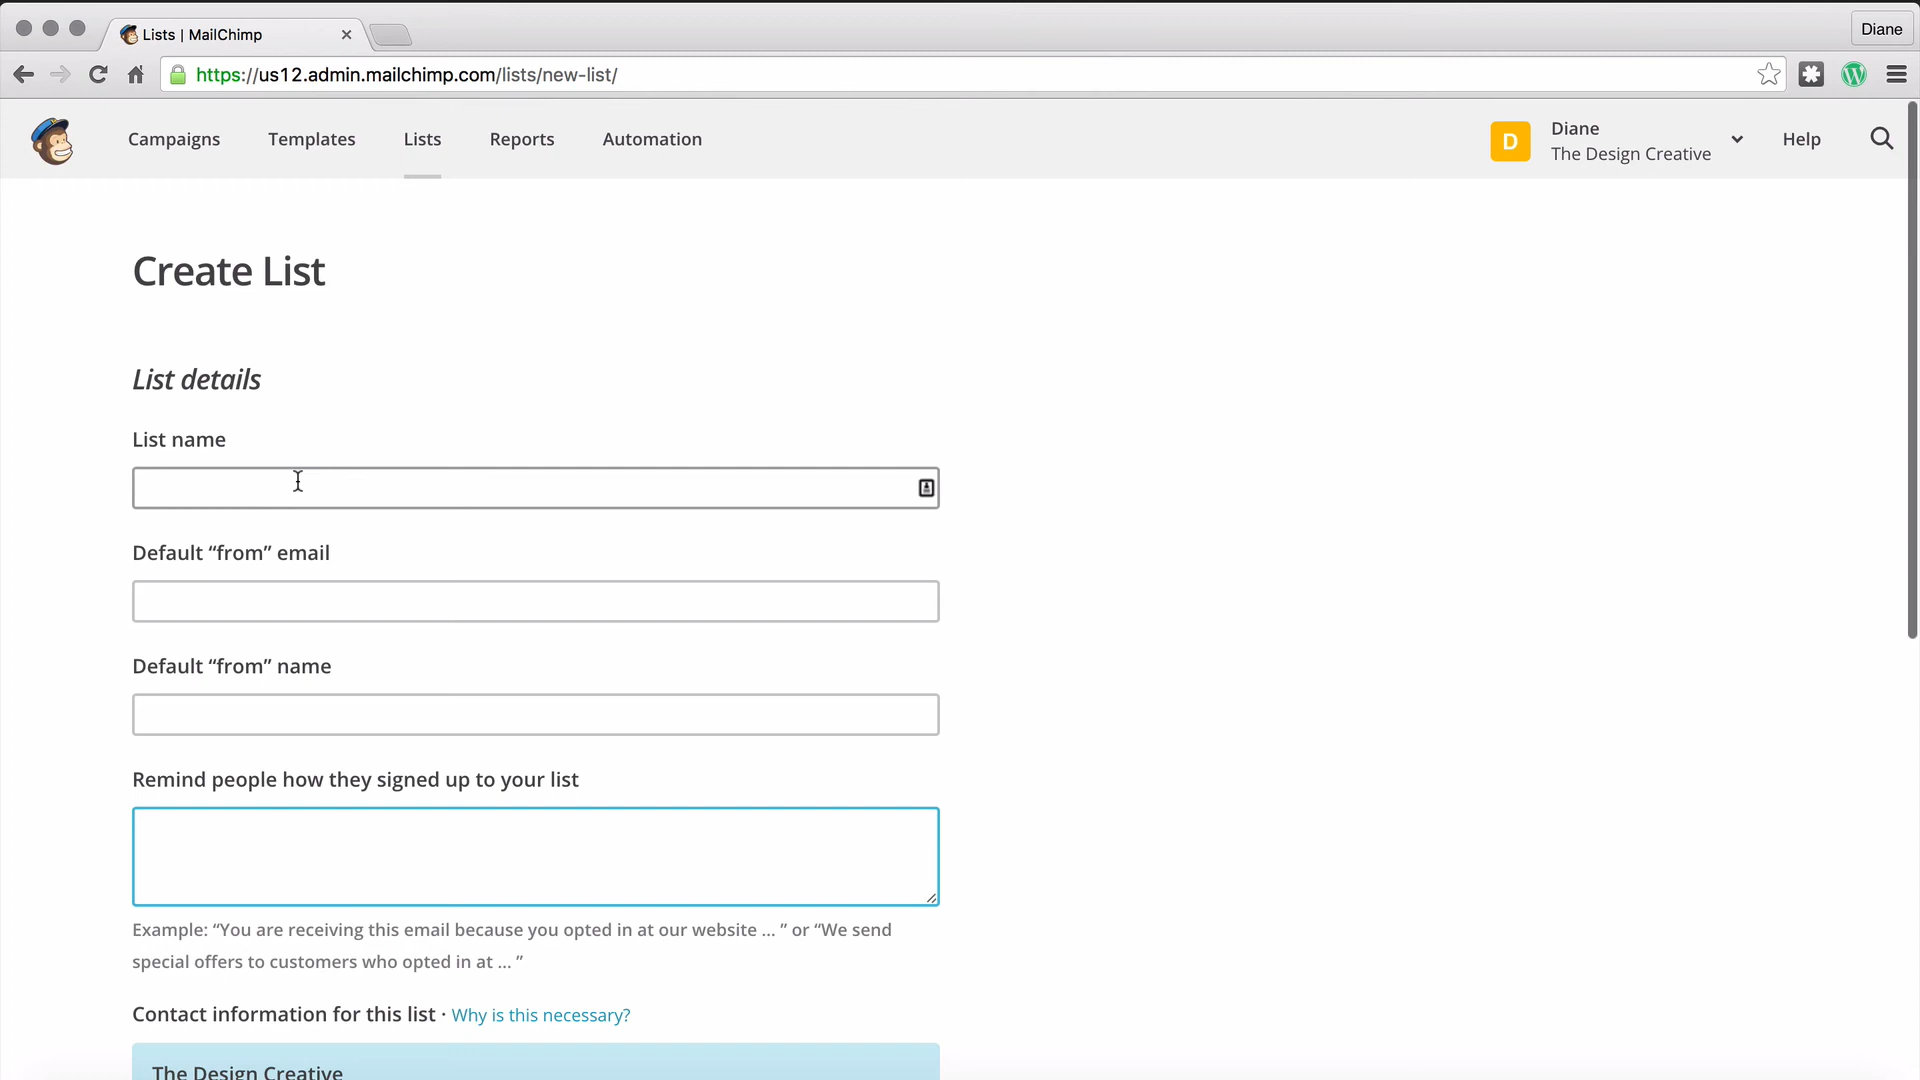 Lists | MailChimp
Diane
https://us12.admin.mailchimp.com/lists/new-list/
Campaigns
Templates
Lists
Reports
Automation
D
Diane
The Design Creative
Help
Create List
List details
List name
Default “from” email
Default “from” name
Remind people how they signed up to your list
Example: “You are receiving this email because you opted in at our website ... ” or “We send
special offers to customers who opted in at ... ”
Contact information for this list · Why is this necessary?
The Design Creative